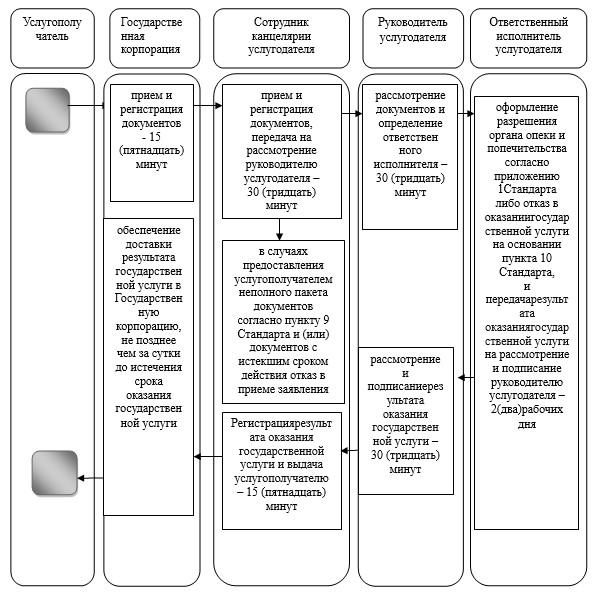 Услугополу
чатель
Государстве
нная
корпорация
Сотрудник
канцелярии
услугодателя
Руководитель
услугодателя
Ответственный
исполнитель
услугодателя
прием и
регистрация
документов
- 15
(пятнадцать)
минут
прием и
регистрация
документов,
передача на
рассмотрение
руководителю
услугодателя –
30 (тридцать)
минут
рассмотрение
документов и
определение
ответствен
ного
исполнителя –
30 (тридцать)
минут
оформление
разрешения
органа опеки и
попечительства
согласно
приложению
1Стандарта
либо отказ в
оказаниигосудар
ственной услуги
на основании
пункта 10
Стандарта,
и
передачарезульт
ата
оказаниягосудар
ственной услуги
на рассмотрение
и подписание
руководителю
услугодателя –
2(два)рабочих
дня
обеспечение
доставки
результата
государствен
ной услуги в
Государствен
ную
корпорацию,
не позднее
чем за сутки
до истечения
срока
оказания
государствен
ной услуги
в случаях
предоставления
услугополучателем
неполного пакета
документов
согласно пункту 9
Стандарта и (или)
документов с
истекшим сроком
действия отказ в
приеме заявления
рассмотрение
и
подписаниерез
ультата
оказания
государствен
ной услуги –
30 (тридцать)
минут
Регистрациярезульт
ата оказания
государственной
услуги и выдача
услугополучателю
– 15 (пятнадцать)
минут